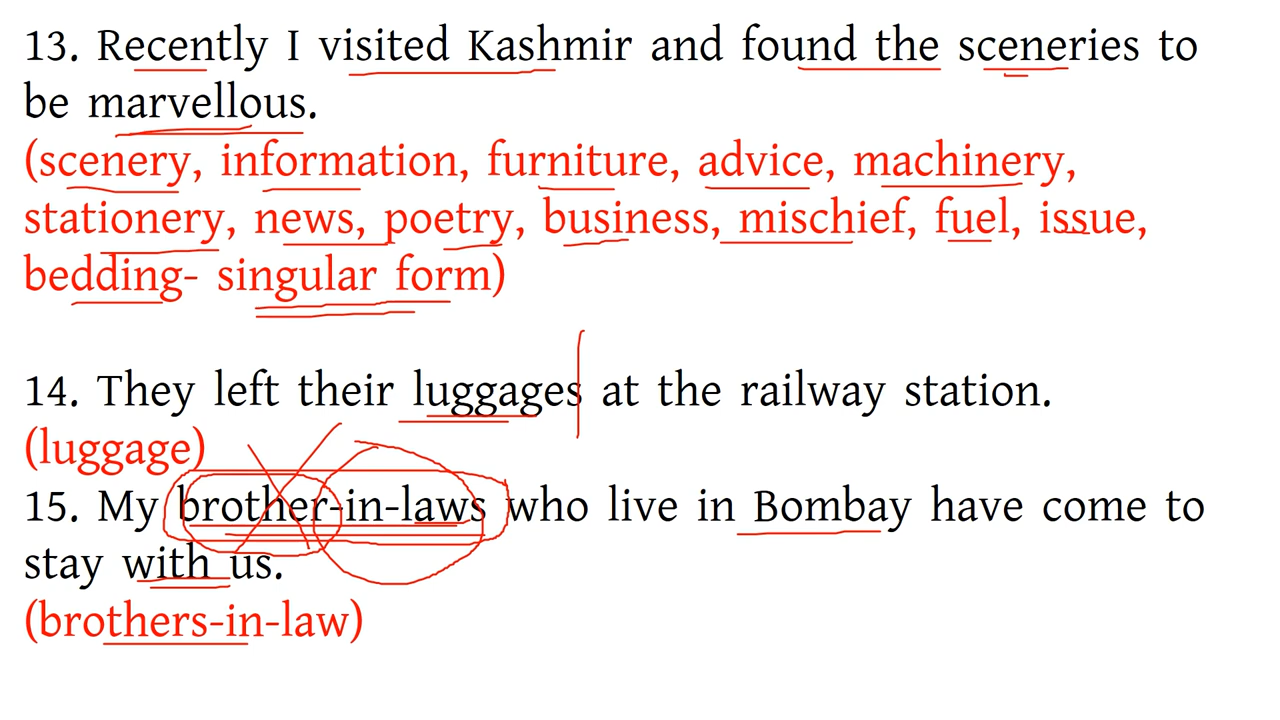 13. Recently I visited Kashmir and found the sceneries to
be marvellous.
(scenery, information, furniture, advice, machinery,
stationery, news, poetry, business, mischief, fuel, issue,
bedding- singular form)
14. They left their luggages at the railway station.
(luggage)
15. My brother-in-laws who live in Bombay have come to
stay with us.
(brothers-in-law)